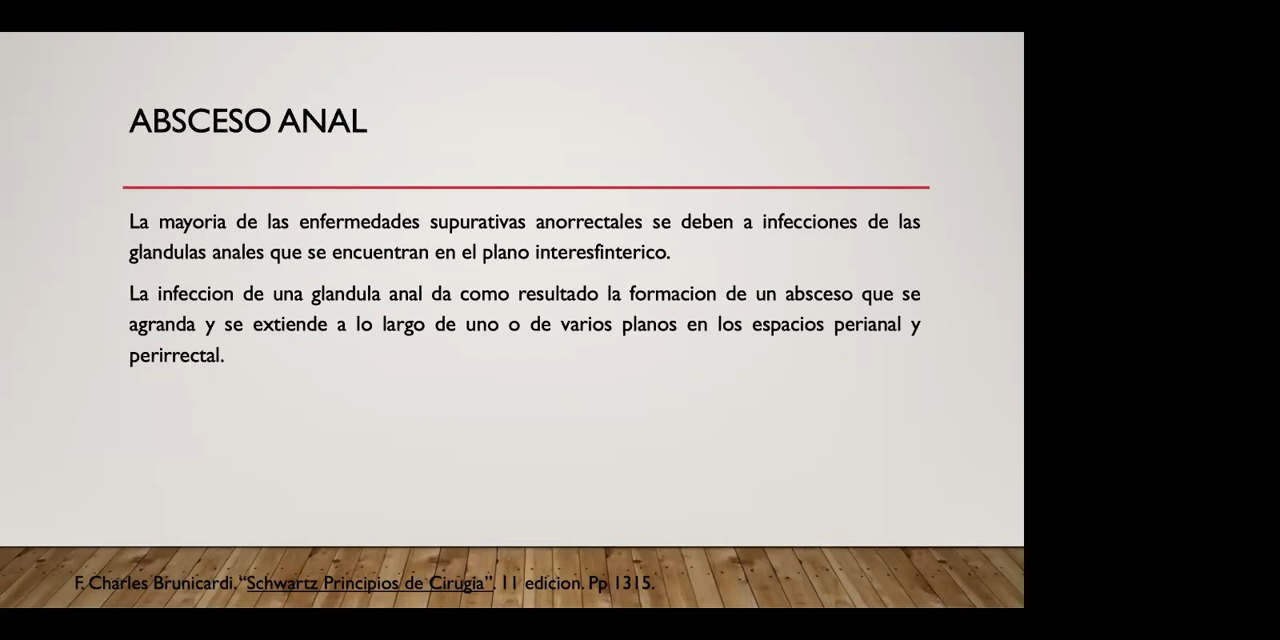 ABSCESO ANAL
La mayoria de las enfermedades supurativas anorrectales se deben a infecciones de las
glandulas anales que se encuentran en el plano interesfinterico.
La infeccion de una glandula anal da como resultado la formacion de un absceso que se
agranda y se extiende a lo largo de uno o de varios planos en los espacios perianal y
perirrectal.
F. Charles Brunicardi. “Schwartz Principios de Cirugia”. 11 edicion. Pp 1315.